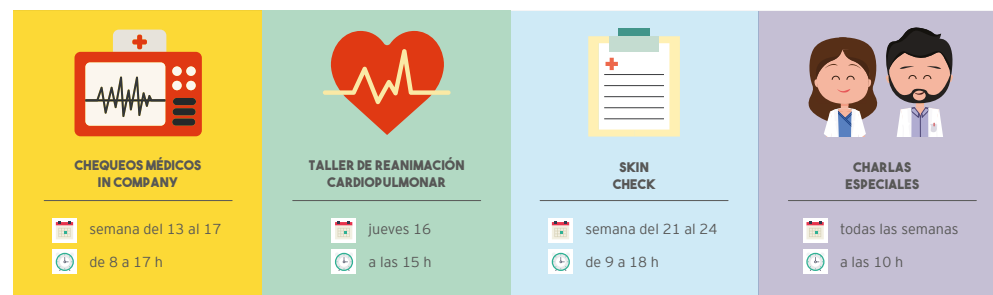 CHEQUEOS MÉDICOS
IN COMPANY
semana del 13 al 17
de 8 a 17 h
TALLER DE REANIMACIÓN
CARDIOPULMONAR
jueves 16
a las 15 h
SKIN
CHECK
semana del 21 al 24
de 9 a 18 h
CHARLAS
ESPECIALES
todas las semanas
a las 10 h